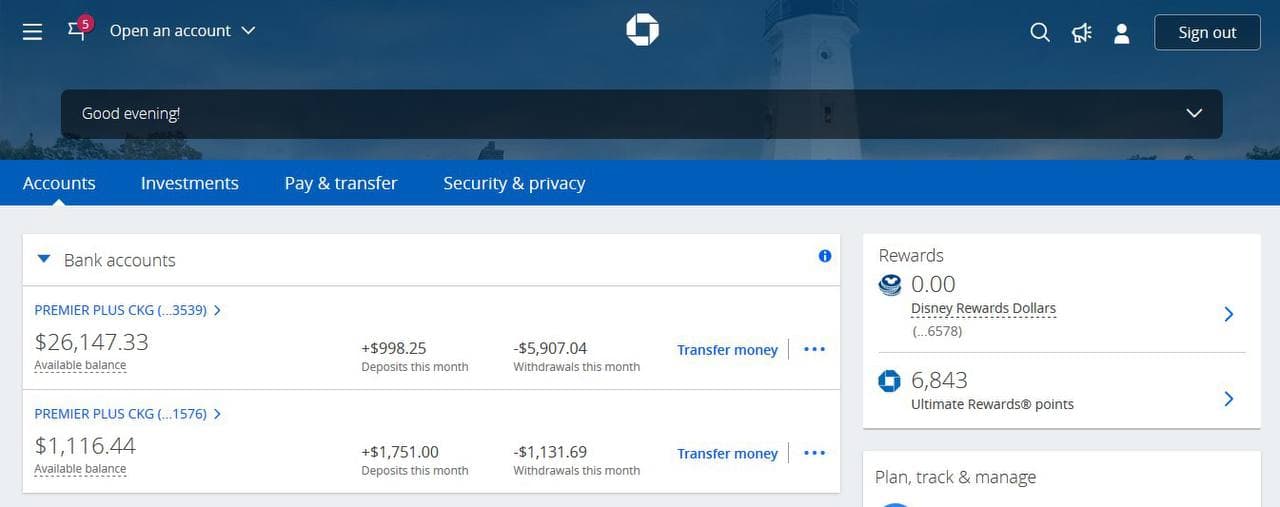 5
Open an account
Sign out
Good evening!
Accounts Investments Pay & transfer Security & privacy
Bank accounts
PREMIER PLUS CKG (...3539)
$26,147.33
Available balance
+$998.25
Deposits this month
-$5,907.04
Withdrawals this month
Transfer money
PREMIER PLUS CKG (...1576)
$1,116.44
Available balance
+$1,751.00
Deposits this month
-$1,131.69
Withdrawals this month
Transfer money
Rewards
0.00
Disney Rewards Dollars
(...6578)
6,843
Ultimate Rewards® points
Plan, track & manage